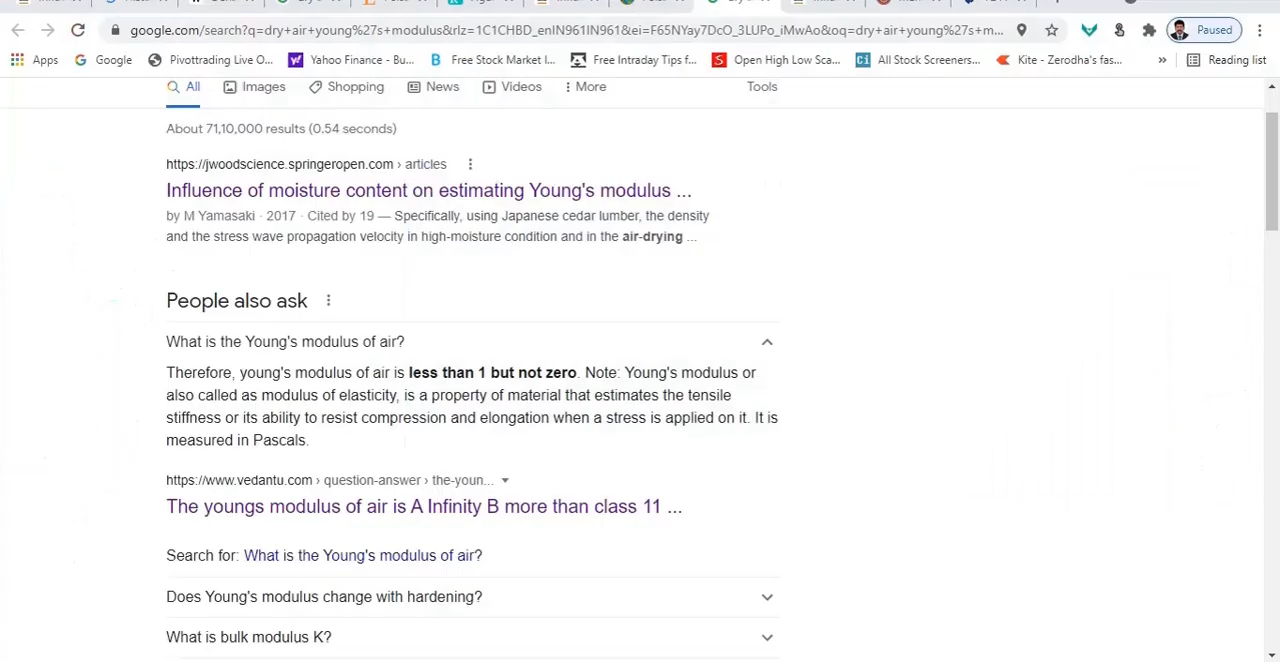 google.com/search?q=dry+air+young%27s+modulus&rlz=1C1CHBD_enIN961IN961&ei=F65NYay7DcO_3LUPo_iMwAo&oq=dry+air+young%27s+m... Paused
Apps Google Pivottrading Live O... Yahoo Finance - Bu... Free Stock Market I... Free Intraday Tips f... Open High Low Sca... All Stock Screeners... Kite - Zerodha's fas... » Reading list
All Images Shopping News Videos More Tools
About 71,10,000 results (0.54 seconds)
https://jwoodscience.springeropen.com › articles
Influence of moisture content on estimating Young's modulus ...
by M Yamasaki · 2017 · Cited by 19 — Specifically, using Japanese cedar lumber, the density
and the stress wave propagation velocity in high-moisture condition and in the air-drying ...
People also ask
What is the Young's modulus of air?
Therefore, young's modulus of air is less than 1 but not zero. Note: Young's modulus or
also called as modulus of elasticity, is a property of material that estimates the tensile
stiffness or its ability to resist compression and elongation when a stress is applied on it. It is
measured in Pascals.
https://www.vedantu.com › question-answer › the-youn...
The youngs modulus of air is A Infinity B more than class 11 ...
Search for: What is the Young's modulus of air?
Does Young's modulus change with hardening?
What is bulk modulus K?